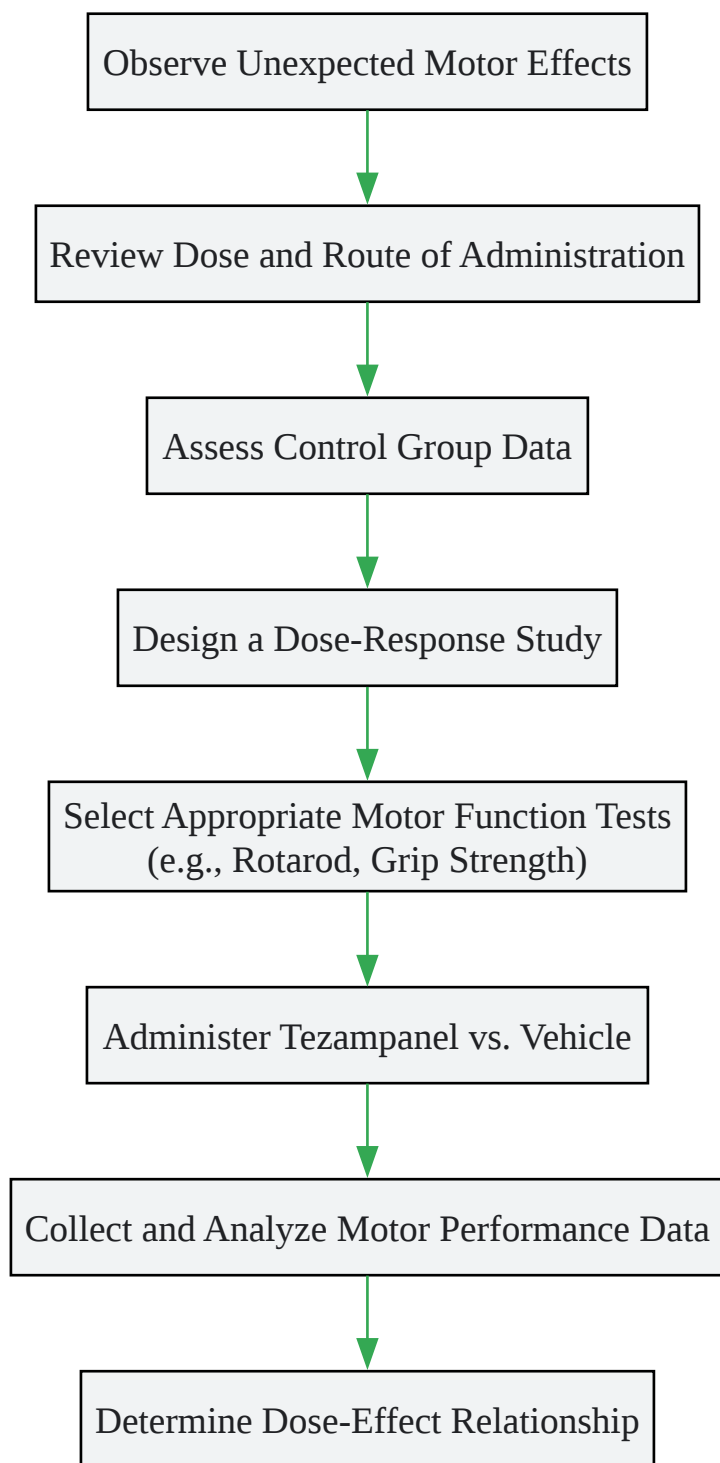 Observe Unexpected Motor Effects
Review Dose and Route of Administration
Assess Control Group Data
Design a Dose-Response Study
Select Appropriate Motor Function Tests
(e.g., Rotarod, Grip Strength)
Administer Tezampanel vs. Vehicle
Collect and Analyze Motor Performance Data
Determine Dose-Effect Relationship